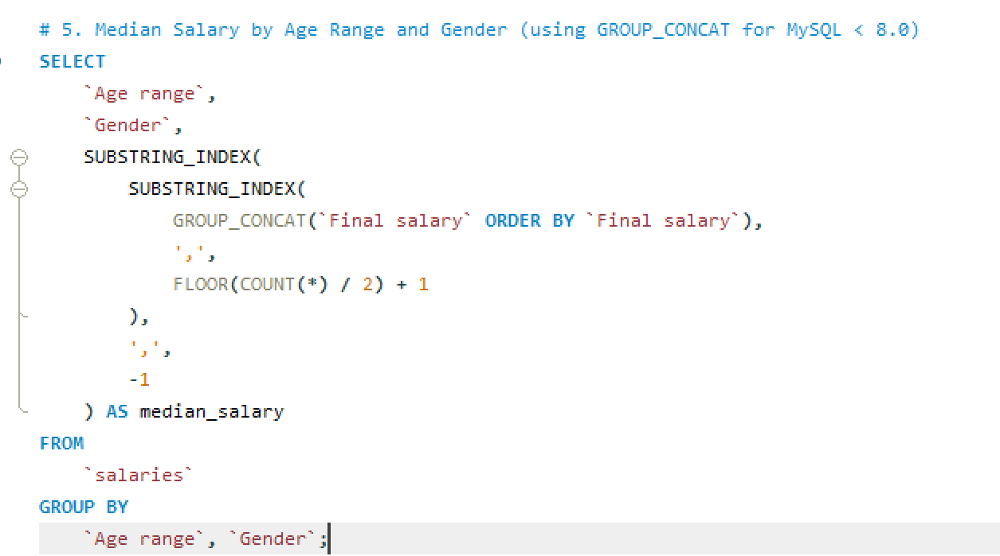 # 5. Median Salary by Age Range and Gender (using GROUP_CONCAT for MySQL < 8.0)
SELECT
    `Age range`,
    `Gender`,
    SUBSTRING_INDEX(
        SUBSTRING_INDEX(
            GROUP_CONCAT(`Final salary` ORDER BY `Final salary`),
            ',',
            FLOOR(COUNT(*) / 2) + 1
        ),
        ',',
        -1
    ) AS median_salary
FROM
    `salaries`
GROUP BY
    `Age range`, `Gender`;